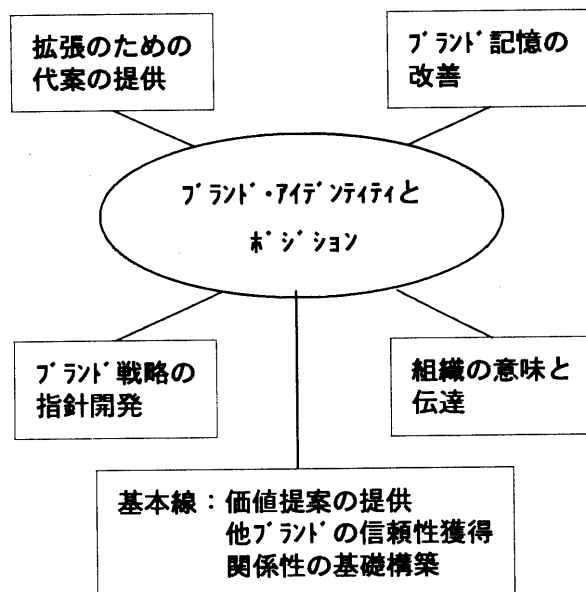 拡張のための
代案の提供
ﾌﾞﾗﾝﾄﾞ記憶の
改善
ﾌﾞﾗﾝﾄﾞ・ｱｲﾃﾞﾝﾃｨﾃｨと
ﾎﾟｼﾞｼｮﾝ
ﾌﾞﾗﾝﾄﾞ戦略の
指針開発
組織の意味と
伝達
基本線：価値提案の提供
他ﾌﾞﾗﾝﾄﾞの信頼性獲得
関係性の基礎構築